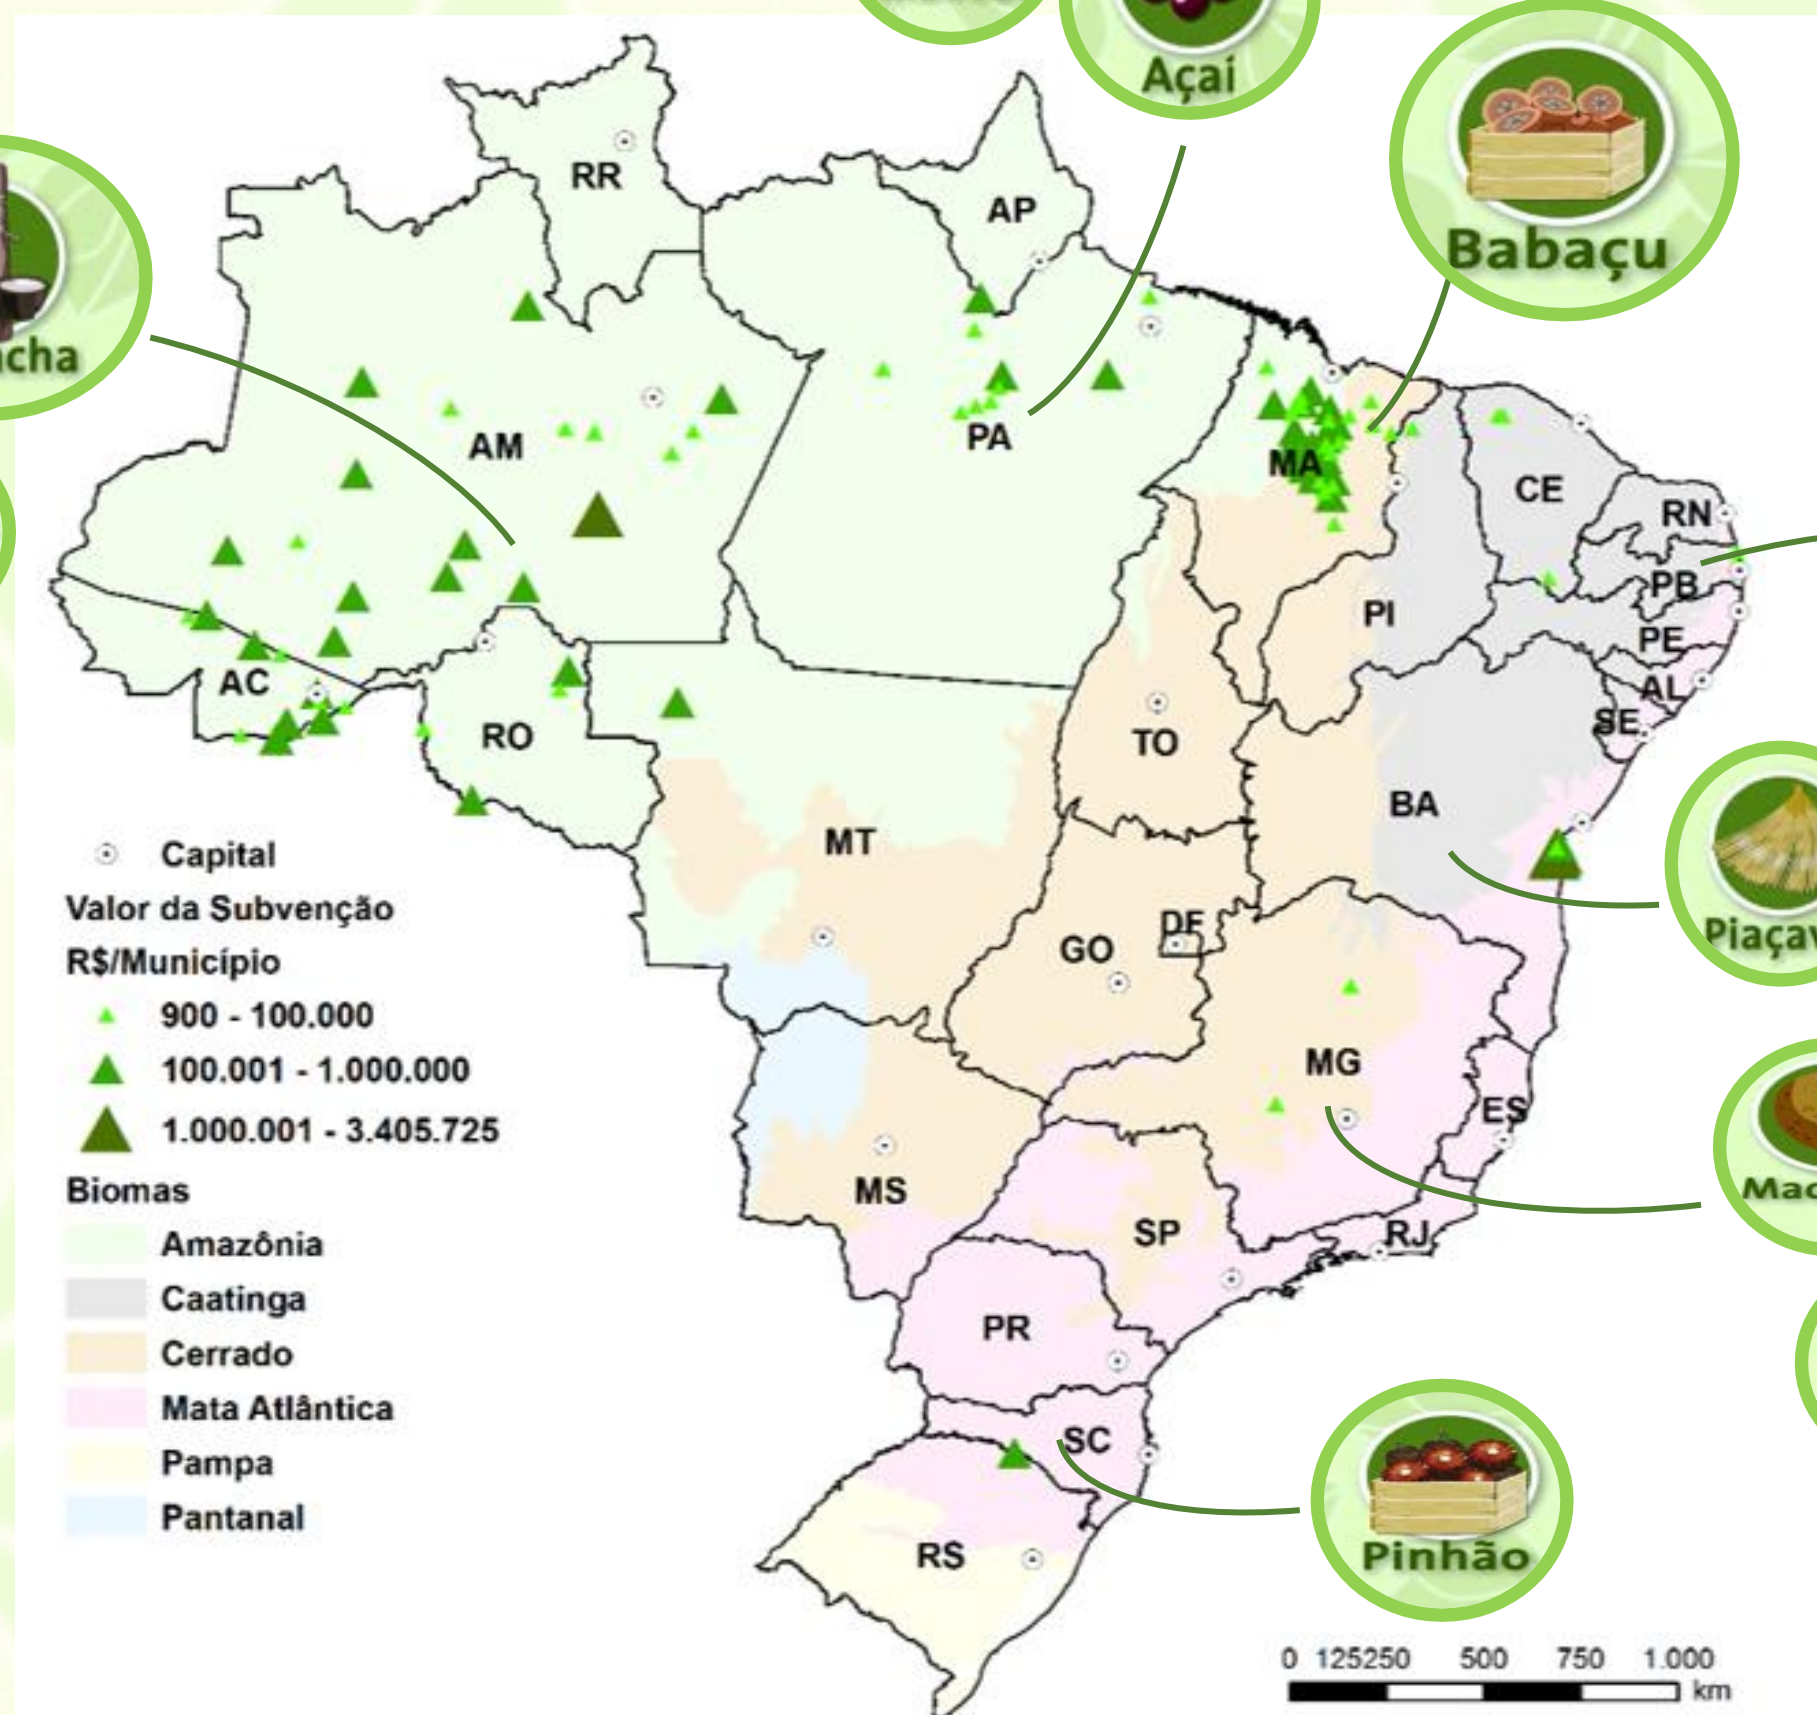 Açaí
Babaçu
cha
RR
AP
AM
PA
MA
CE
RN
PB
PI
PE
AL
SE
AC
RO
TO
BA
MT
GO
DF
MG
ES
MS
SP
RJ
PR
SC
RS
Piaçav
Mac
Pinhão
Capital
Valor da Subvenção
R$/Município
900 - 100.000
100.001 - 1.000.000
1.000.001 - 3.405.725
Biomas
Amazônia
Caatinga
Cerrado
Mata Atlântica
Pampa
Pantanal
0 125250 500 750 1.000
km